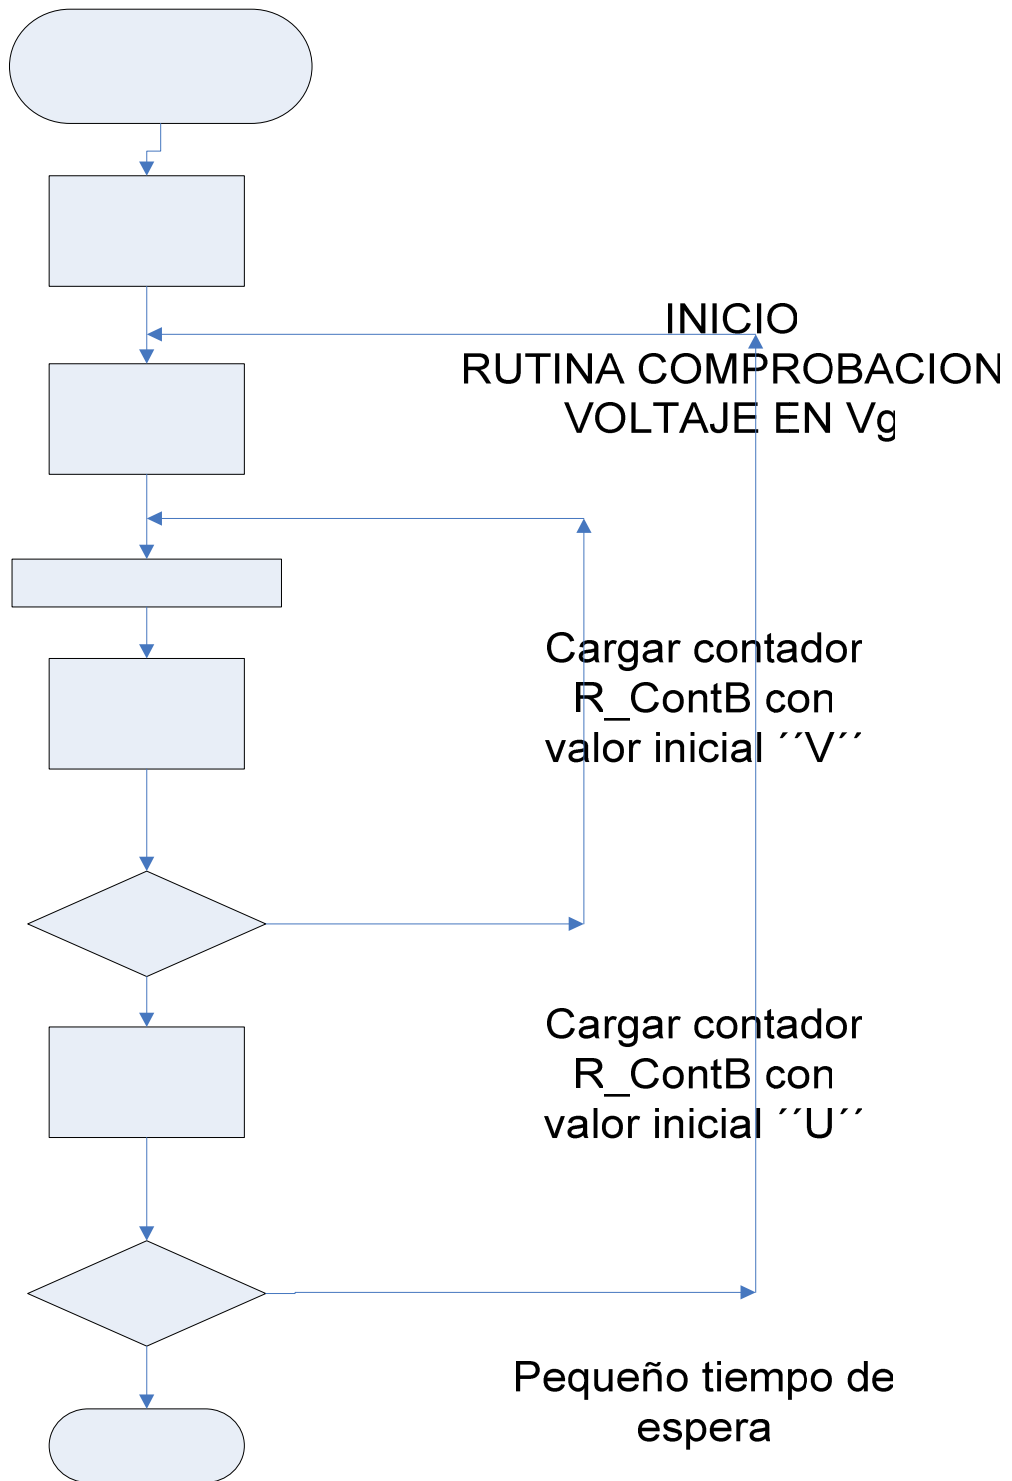 INICIO
RUTINA COMPROBACION
VOLTAJE EN Vg
Cargar contador
R_ContB con
valor inicial ´´V´´
Cargar contador
R_ContB con
valor inicial ´´U´´
Pequeño tiempo de
espera